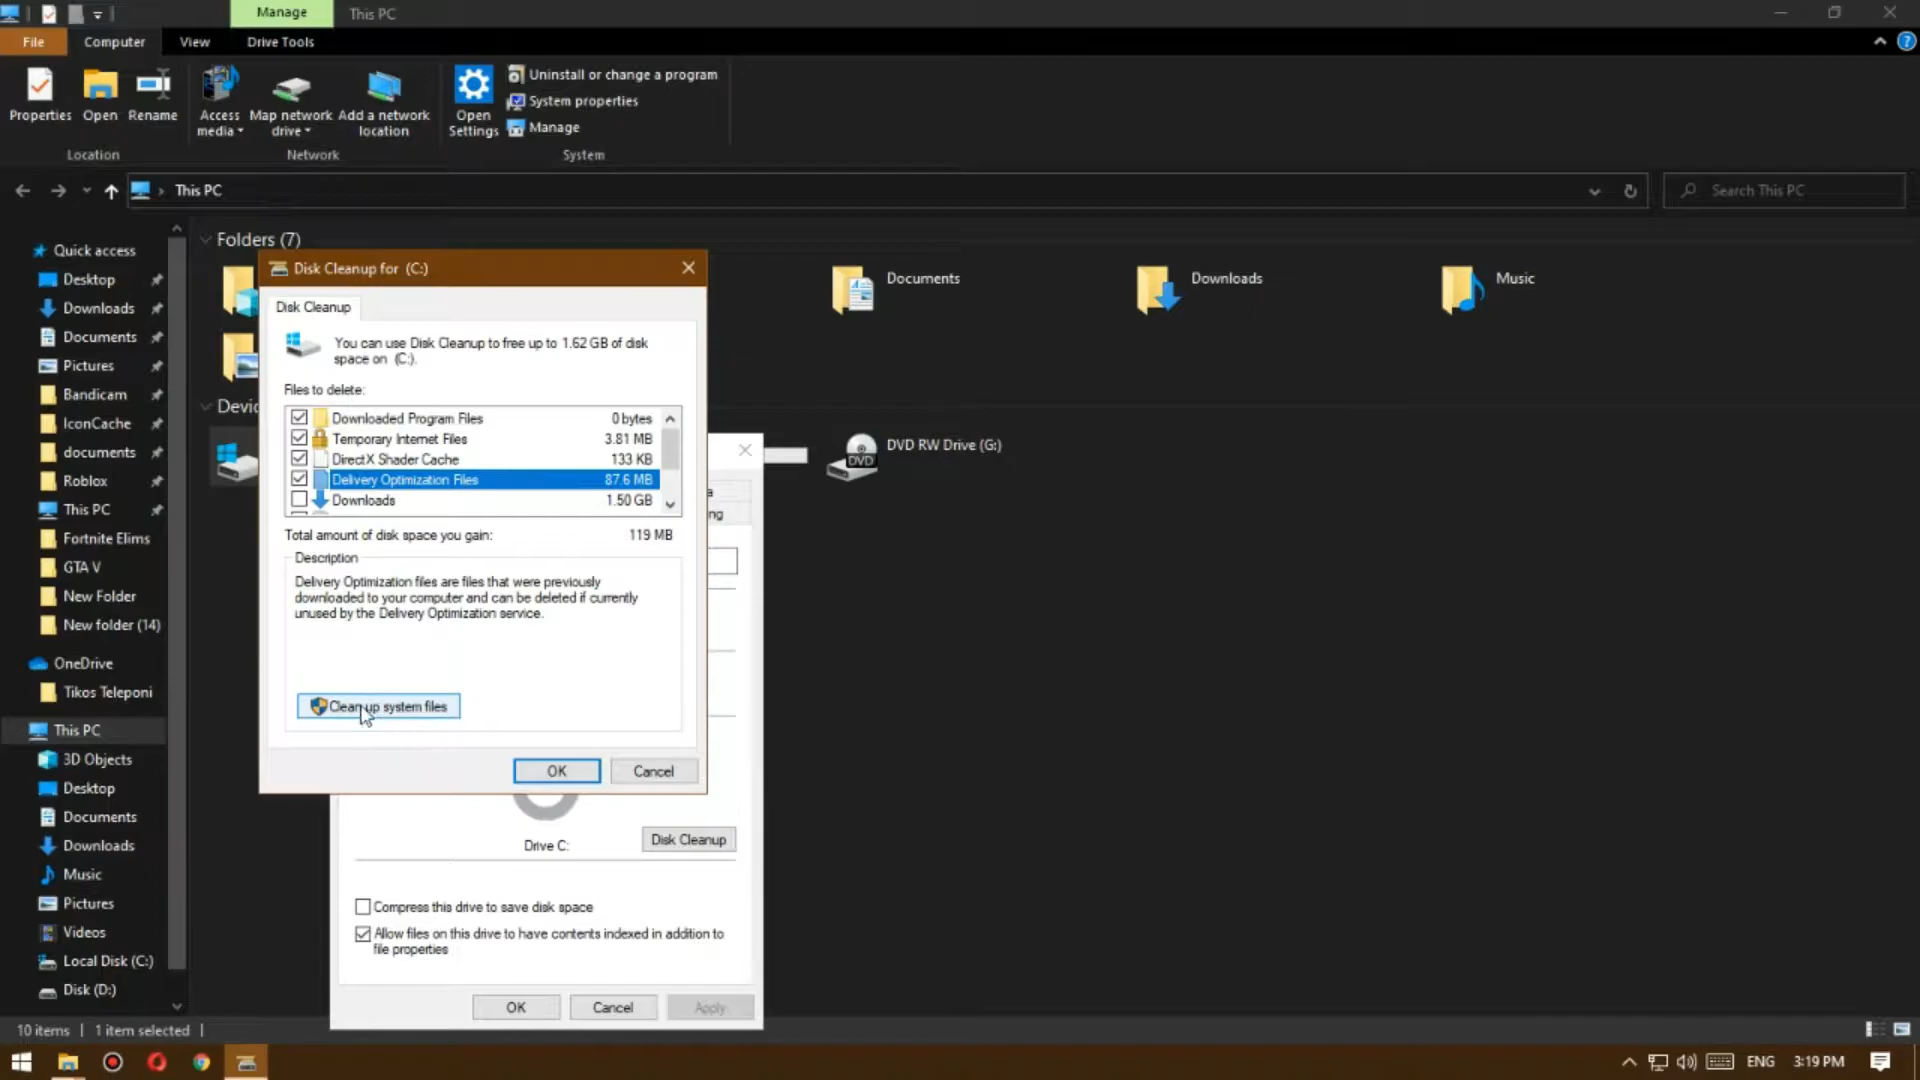 Manage
This PC
File
Computer
View
Drive Tools
Properties
Open
Rename
Access media
Map network drive
Add a network location
Open Settings
Uninstall or change a program
System properties
Manage
Location
Network
System
This PC
Search This PC
Quick access
Desktop
Downloads
Documents
Pictures
Bandicam
IconCache
documents
Roblox
This PC
Fortnite Elims
GTA V
New Folder
New folder (14)
OneDrive
Tikos Teleponi
This PC
3D Objects
Desktop
Documents
Downloads
Music
Pictures
Videos
Local Disk (C:)
Disk (D:)
Folders (7)
Documents
Downloads
Music
Devic
DVD RW Drive (G:)
DVD
Disk Cleanup for (C:)
Disk Cleanup
You can use Disk Cleanup to free up to 1.62 GB of disk
space on (C:).
Files to delete:
Downloaded Program Files 0 bytes
Temporary Internet Files 3.81 MB
DirectX Shader Cache 133 KB
Delivery Optimization Files 87.6 MB
Downloads 1.50 GB
Total amount of disk space you gain: 119 MB
Description
Delivery Optimization files are files that were previously
downloaded to your computer and can be deleted if currently
unused by the Delivery Optimization service.
Clean up system files
OK
Cancel
a
ng
Drive C:
Disk Cleanup
Compress this drive to save disk space
Allow files on this drive to have contents indexed in addition to
file properties
OK
Cancel
Apply
10 items
1 item selected
ENG
3:19 PM